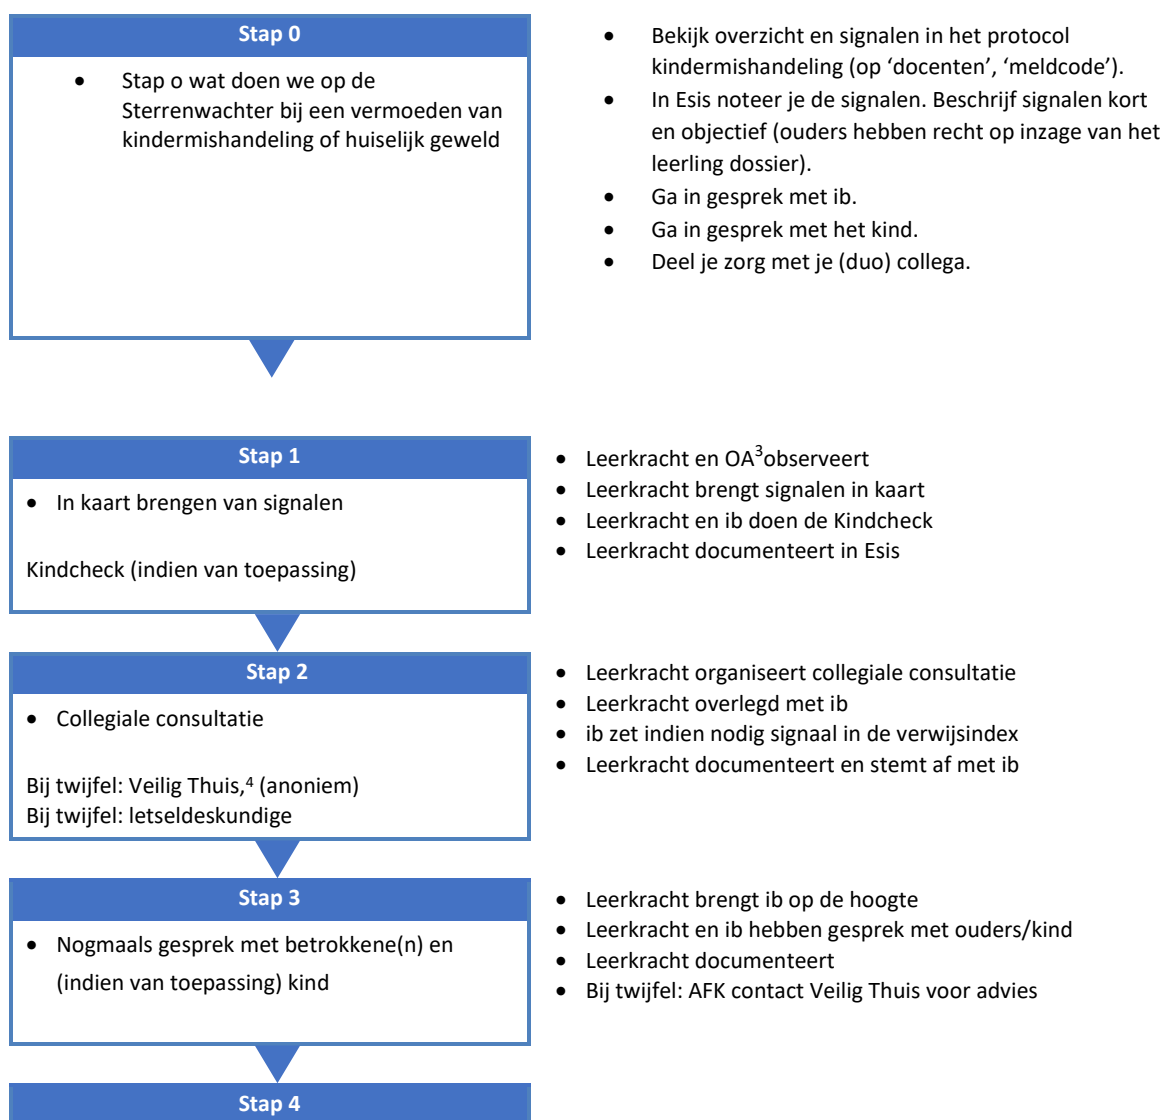 Stap 0
• Stap o wat doen we op de
Sterrenwachter bij een vermoeden van
kindermishandeling of huiselijk geweld
• Bekijk overzicht en signalen in het protocol
kindermishandeling (op ‘docenten’, ‘meldcode’).
• In Esis noteer je de signalen. Beschrijf signalen kort
en objectief (ouders hebben recht op inzage van het
leerling dossier).
• Ga in gesprek met ib.
• Ga in gesprek met het kind.
• Deel je zorg met je (duo) collega.
Stap 1
• In kaart brengen van signalen
Kindcheck (indien van toepassing)
• Leerkracht en OA³observeert
• Leerkracht brengt signalen in kaart
• Leerkracht en ib doen de Kindcheck
• Leerkracht documenteert in Esis
Stap 2
• Collegiale consultatie
Bij twijfel: Veilig Thuis,⁴ (anoniem)
Bij twijfel: letseldeskundige
• Leerkracht organiseert collegiale consultatie
• Leerkracht overlegd met ib
• ib zet indien nodig signaal in de verwijsindex
• Leerkracht documenteert en stemt af met ib
Stap 3
• Nogmaals gesprek met betrokkene(n) en
(indien van toepassing) kind
• Leerkracht brengt ib op de hoogte
• Leerkracht en ib hebben gesprek met ouders/kind
• Leerkracht documenteert
• Bij twijfel: AFK contact Veilig Thuis voor advies
Stap 4